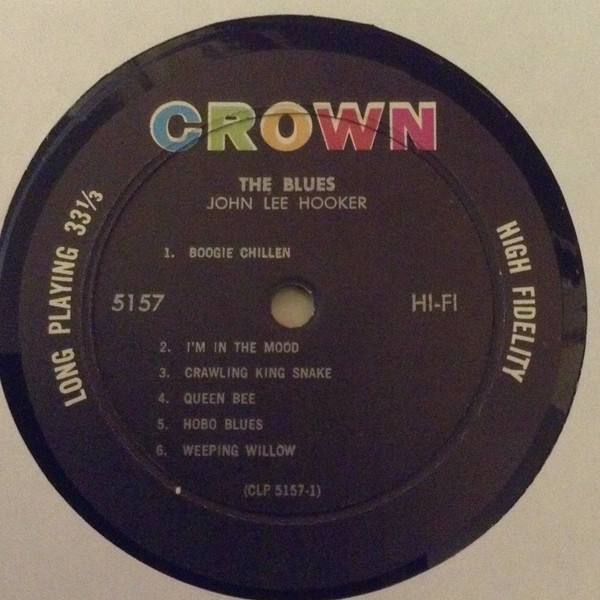 CROWN
THE BLUES
JOHN LEE HOOKER
1. BOOGIE CHILLEN
LONG PLAYING 33⅓
5157
HI-FI
HIGH FIDELITY
2. I'M IN THE MOOD
3. CRAWLING KING SNAKE
4. QUEEN BEE
5. HOBO BLUES
6. WEEPING WILLOW
(CLP 5157-1)